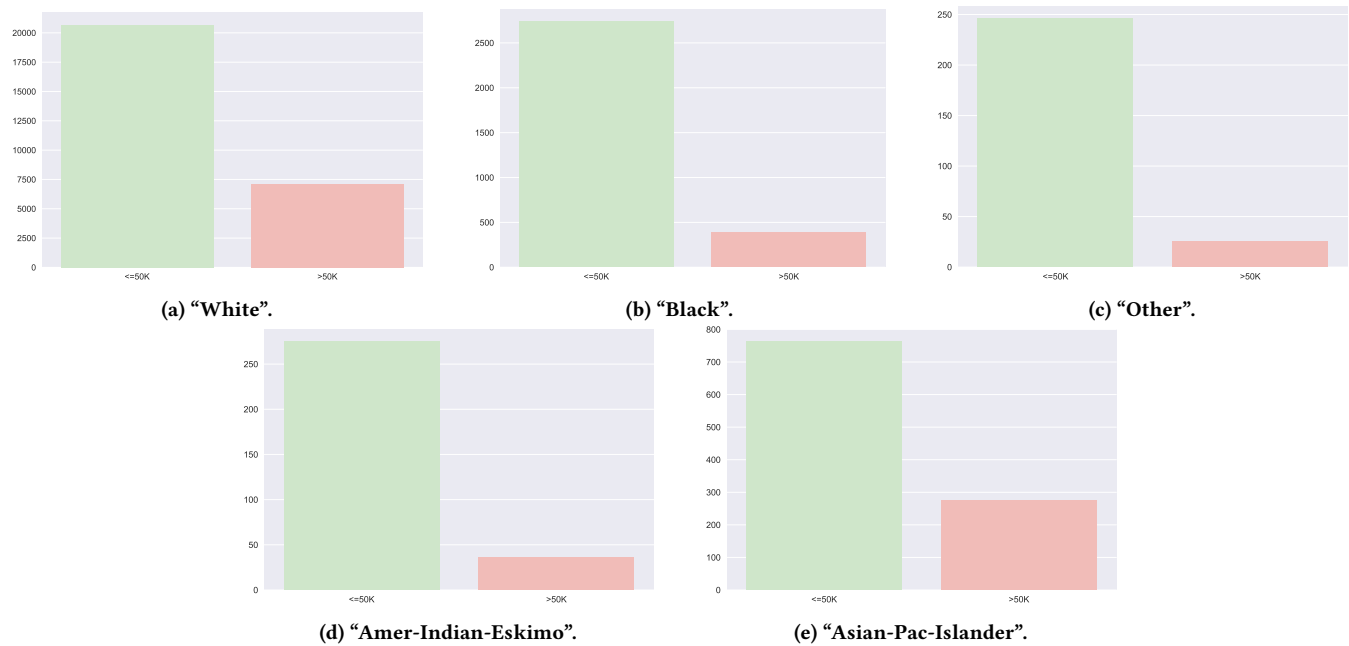 20000
17500
15000
12500
10000
7500
5000
2500
0
<=50K
>50K
(a) “White”.
2500
2000
1500
1000
500
0
<=50K
>50K
(b) “Black”.
250
200
150
100
50
0
<=50K
>50K
(c) “Other”.
250
200
150
100
50
0
<=50K
>50K
(d) “Amer-Indian-Eskimo”.
800
700
600
500
400
300
200
100
0
<=50K
>50K
(e) “Asian-Pac-Islander”.